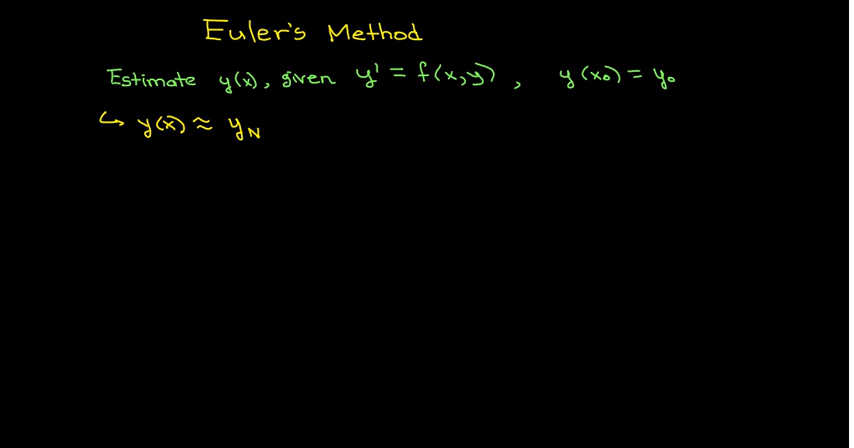 Euler's Method
Estimate y(x), given y' = f(x,y) , y(x₀) = y₀
↪ y(x) ≈ y_N